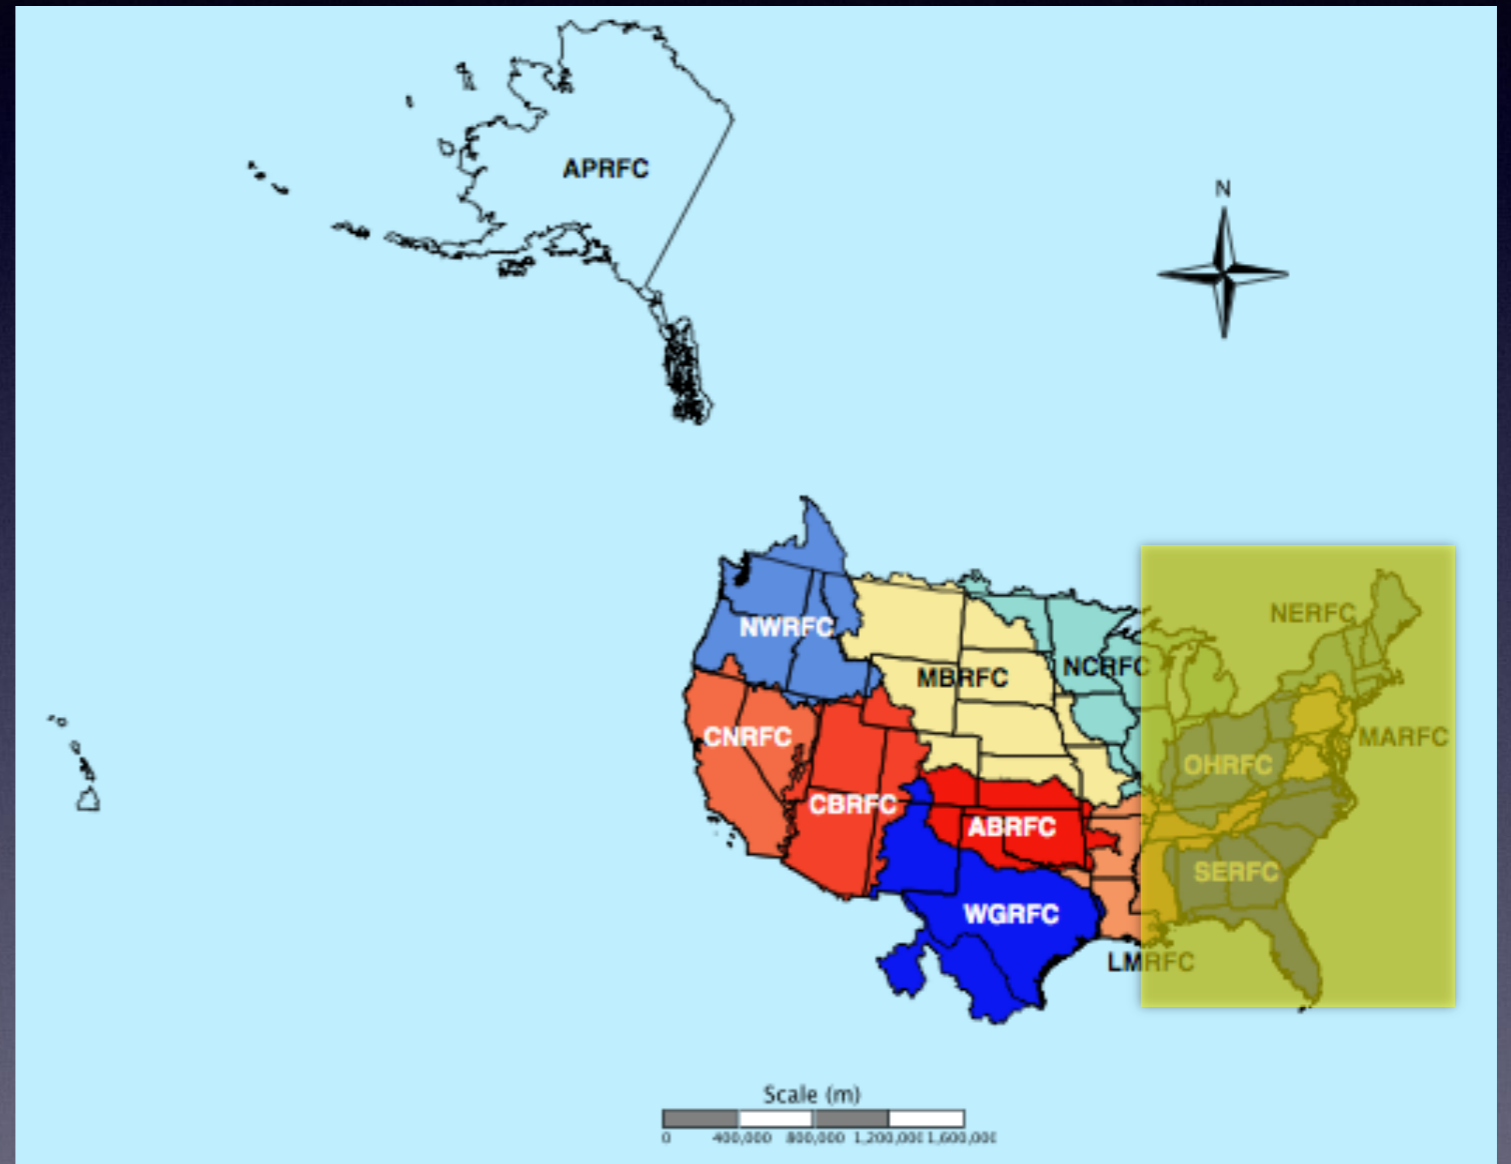 APRFC
N
NERFC
NWRFC
NCRFC
MBRFC
CNRFC
MARFC
OHRFC
CBRFC
ABRFC
SERFC
WGRFC
LMRFC
Scale (m)
0 400,000 800,000 1,200,000 1,600,000